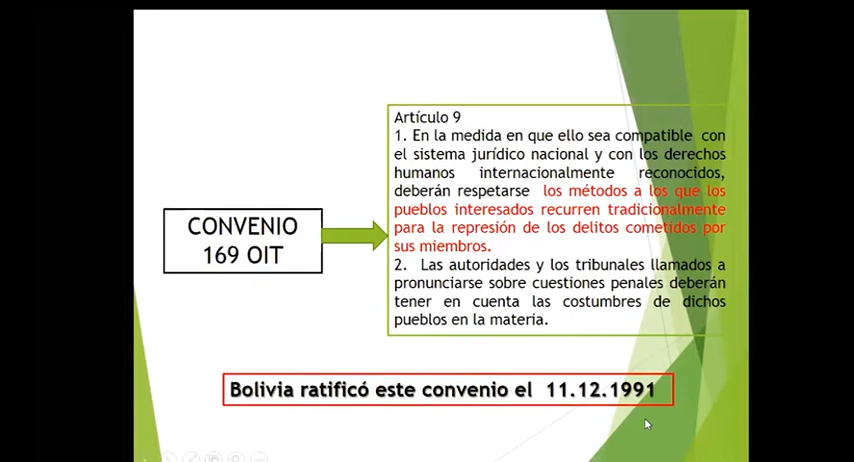 CONVENIO
169 OIT
Artículo 9
1. En la medida en que ello sea compatible con
el sistema jurídico nacional y con los derechos
humanos internacionalmente reconocidos,
deberán respetarse los métodos a los que los
pueblos interesados recurren tradicionalmente
para la represión de los delitos cometidos por
sus miembros.
2. Las autoridades y los tribunales llamados a
pronunciarse sobre cuestiones penales deberán
tener en cuenta las costumbres de dichos
pueblos en la materia.
Bolivia ratificó este convenio el 11.12.1991